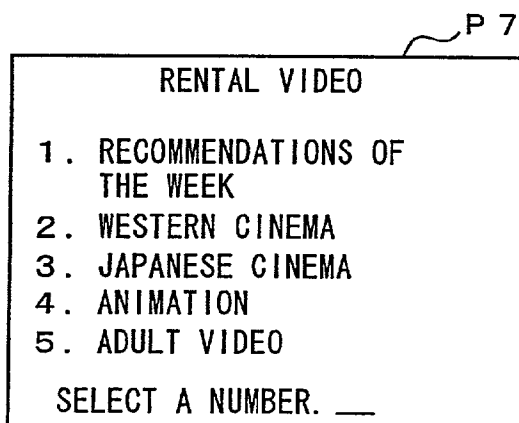 P 7
RENTAL VIDEO
1. RECOMMENDATIONS OF
THE WEEK
2. WESTERN CINEMA
3. JAPANESE CINEMA
4. ANIMATION
5. ADULT VIDEO
SELECT A NUMBER. __